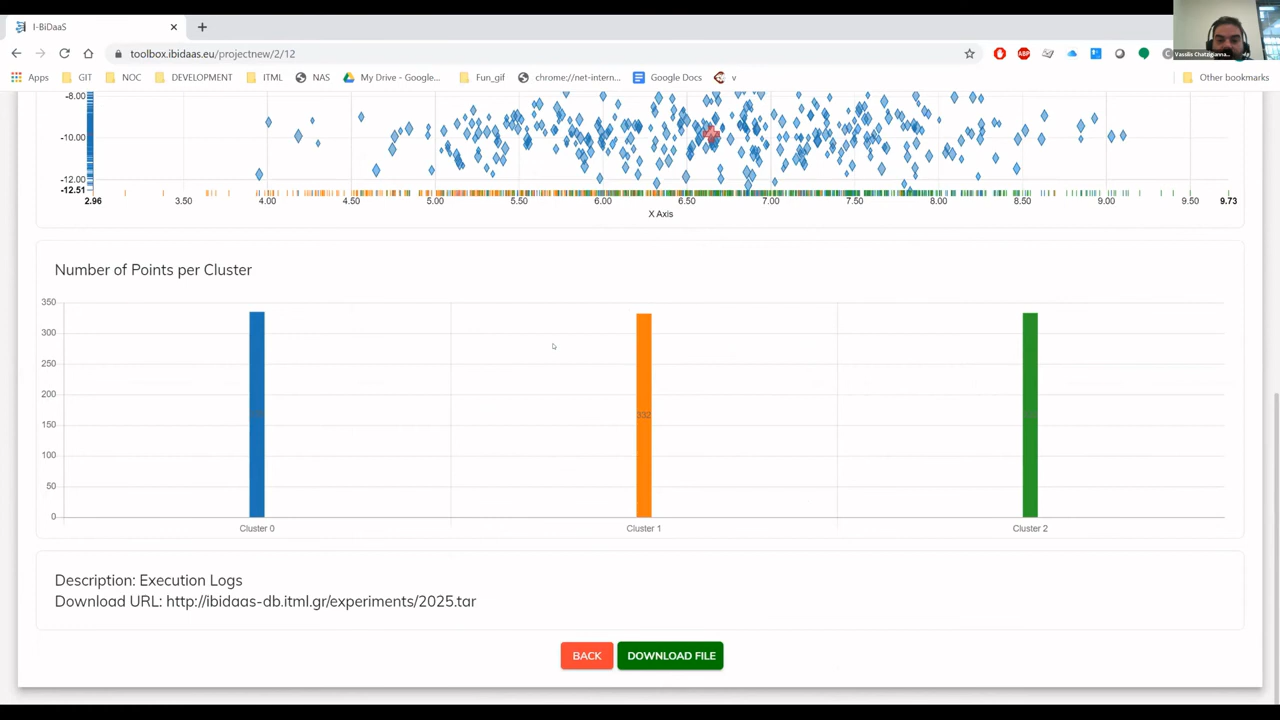 I-BiDaaS
toolbox.ibidaas.eu/projectnew/2/12
ABP
Vassilis
Apps GIT NOC DEVELOPMENT ITML NAS My Drive - Google... Fun_gif chrome://net-intern... Google Docs v Other bookmarks
-8.00
-10.00
-12.00
-12.51
2.96 3.50 4.00 4.50 5.00 5.50 6.00 6.50 7.00 7.50 8.00 8.50 9.00 9.50 9.73
X Axis
Number of Points per Cluster
350
300
250
200
150
100
50
0
332
Cluster 0 Cluster 1 Cluster 2
Description: Execution Logs
Download URL: http://ibidaas-db.itml.gr/experiments/2025.tar
BACK DOWNLOAD FILE